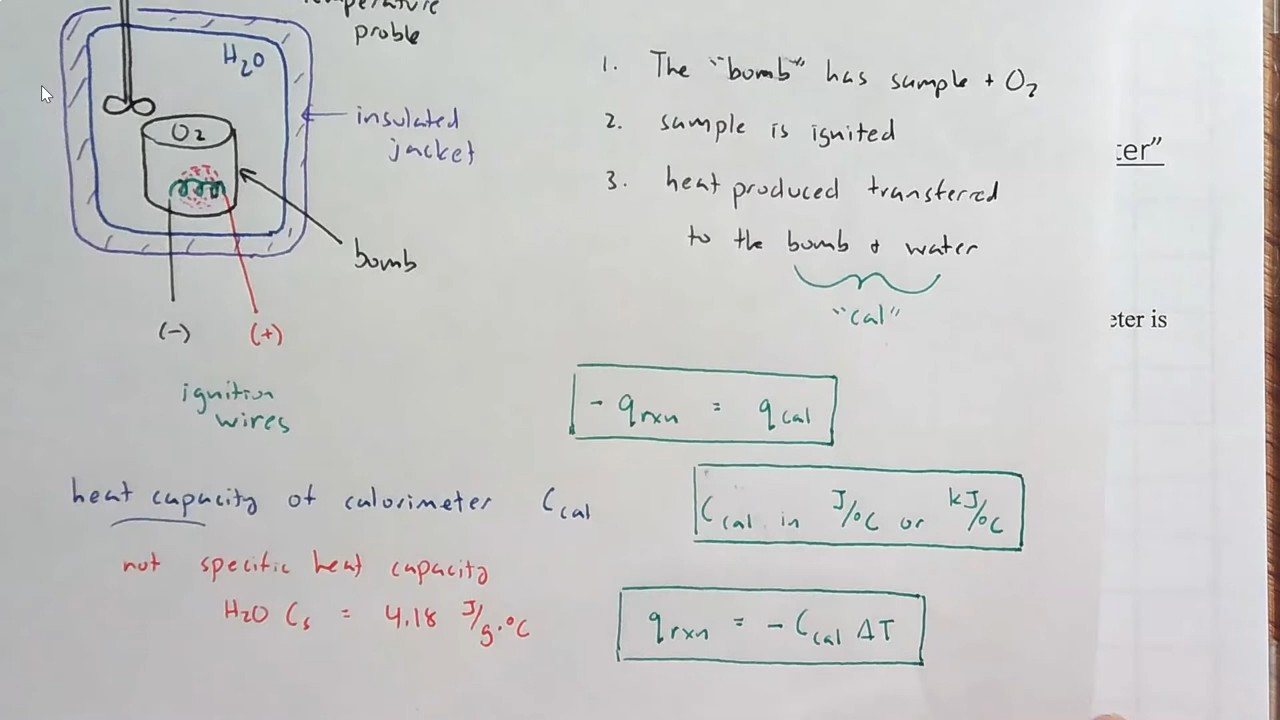 temperature
proble
H2O
O2
insulated
jacket
bomb
(-) (+)
ignition
wires
1. The "bomb" has sample + O2
2. sample is ignited
3. heat produced transferred
to the bomb & water
"cal"
- qrxn = qcal
heat capacity of calorimeter Ccal
Ccal in J/°C or kJ/°C
not specific heat capacity
H2O Cs = 4.18 J/g·°C
qrxn = - Ccal ΔT
ter"
eter is